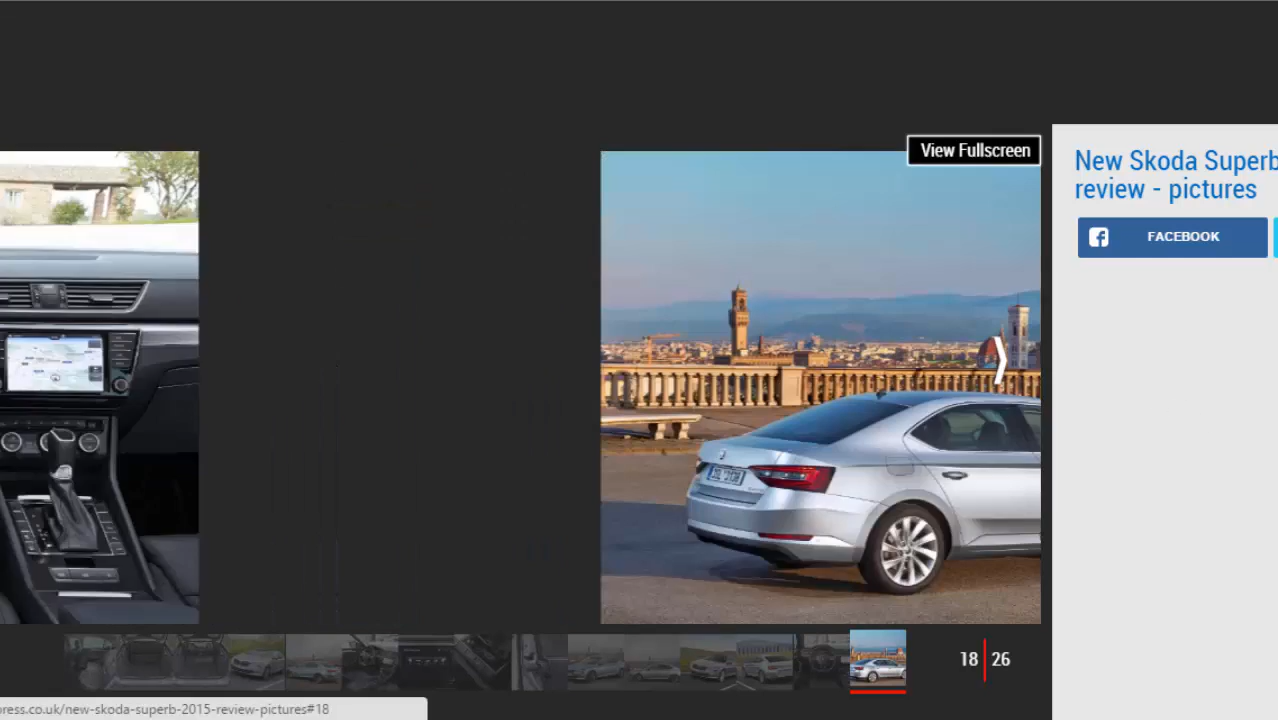 View Fullscreen
New Skoda Superb
review - pictures
FACEBOOK
18 26
ress.co.uk/new-skoda-superb-2015-review-pictures#18